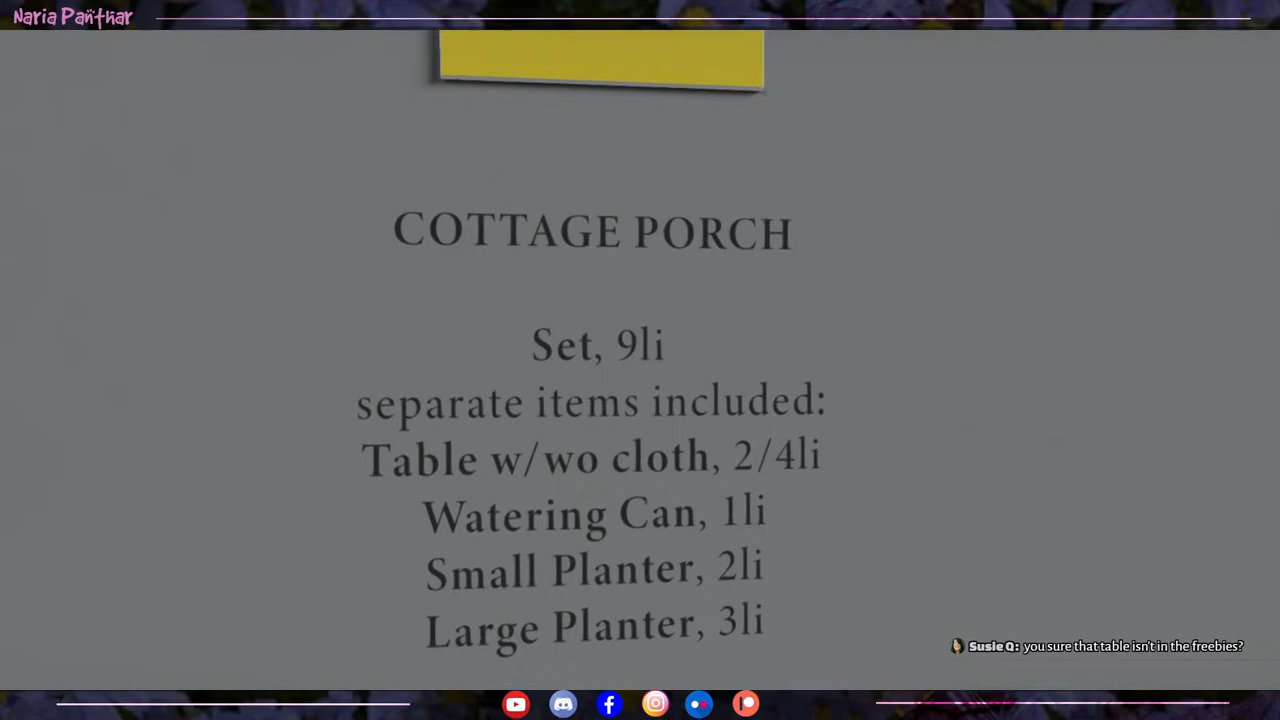 Naria Panthar
COTTAGE PORCH
Set, 9li
separate items included:
Table w/wo cloth, 2/4li
Watering Can, 1li
Small Planter, 2li
Large Planter, 3li
Susie Q: you sure that table isn't in the freebies?